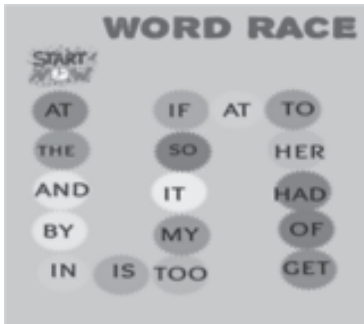 WORD RACE
START
AT IF AT TO
THE SO HER
AND IT HAD
BY MY OF
IN IS TOO GET